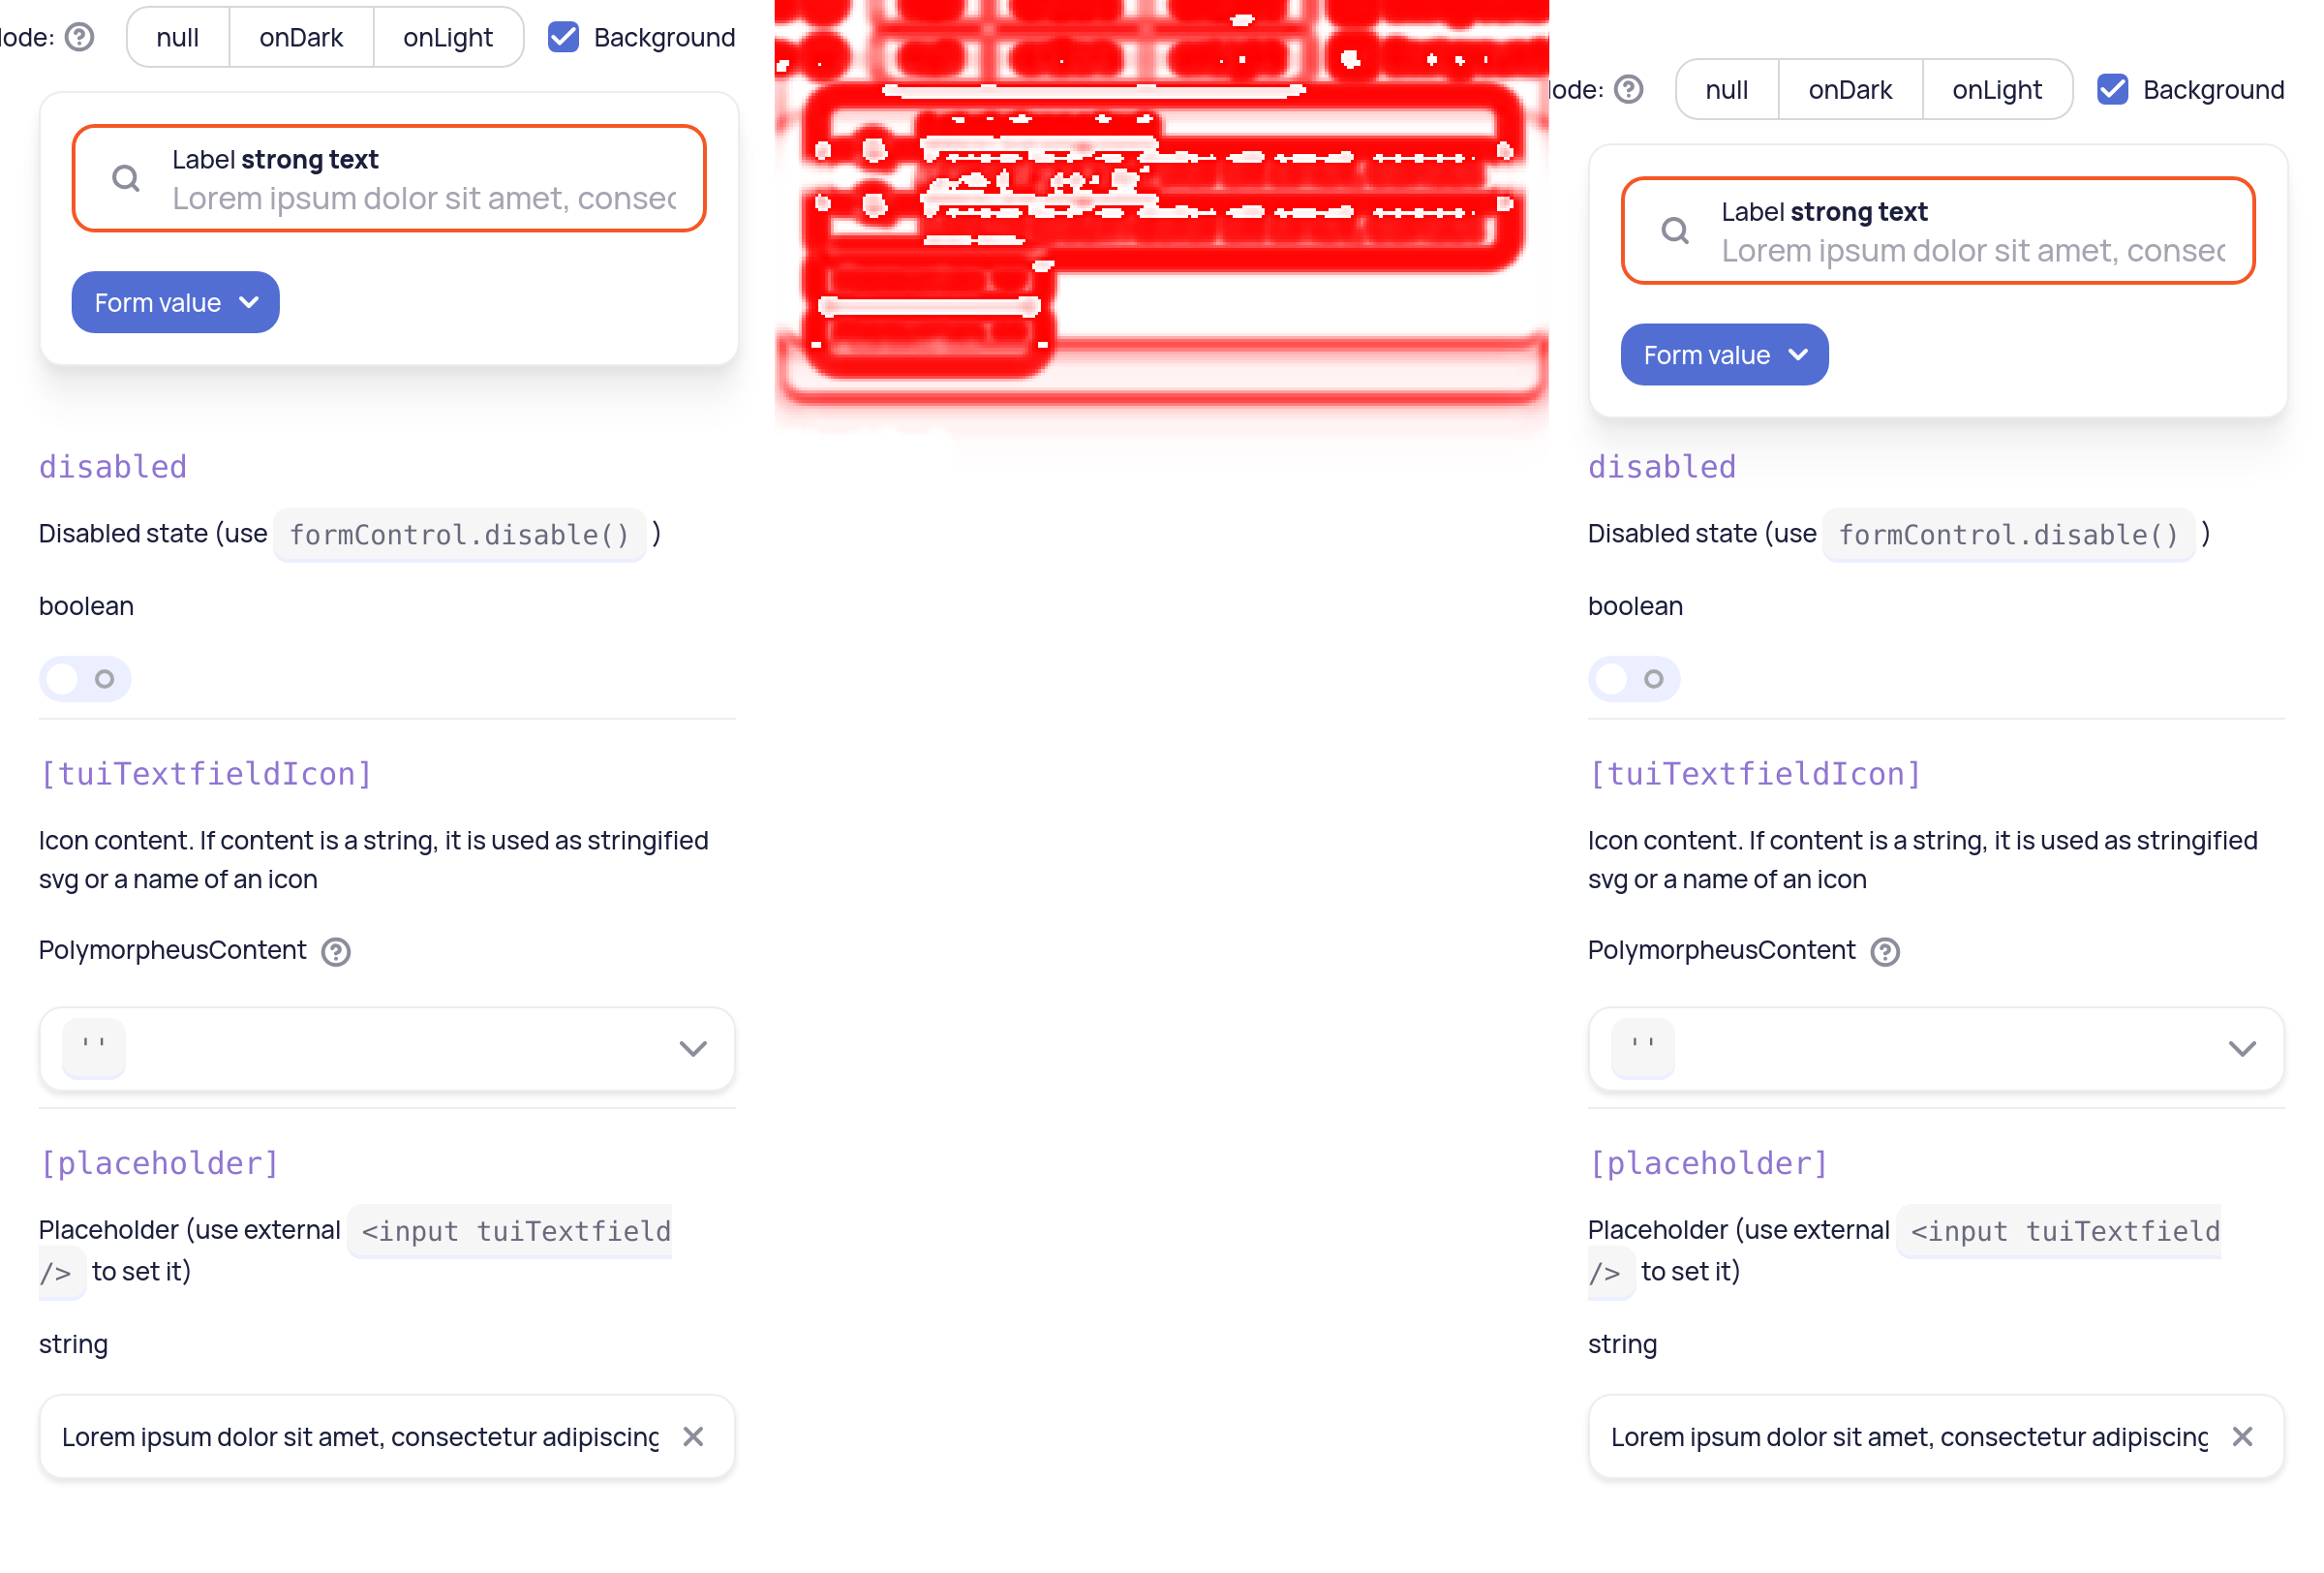 ode:
null
onDark
onLight
Background
Label strong text
Lorem ipsum dolor sit amet, consec
Form value
disabled
Disabled state (use formControl.disable() )
boolean
[tuiTextfieldIcon]
Icon content. If content is a string, it is used as stringified
svg or a name of an icon
PolymorpheusContent
''
[placeholder]
Placeholder (use external <input tuiTextfield
/> to set it)
string
Lorem ipsum dolor sit amet, consectetur adipiscing
ode:
null
onDark
onLight
Background
Label strong text
Lorem ipsum dolor sit amet, consec
Form value
disabled
Disabled state (use formControl.disable() )
boolean
[tuiTextfieldIcon]
Icon content. If content is a string, it is used as stringified
svg or a name of an icon
PolymorpheusContent
''
[placeholder]
Placeholder (use external <input tuiTextfield
/> to set it)
string
Lorem ipsum dolor sit amet, consectetur adipiscing